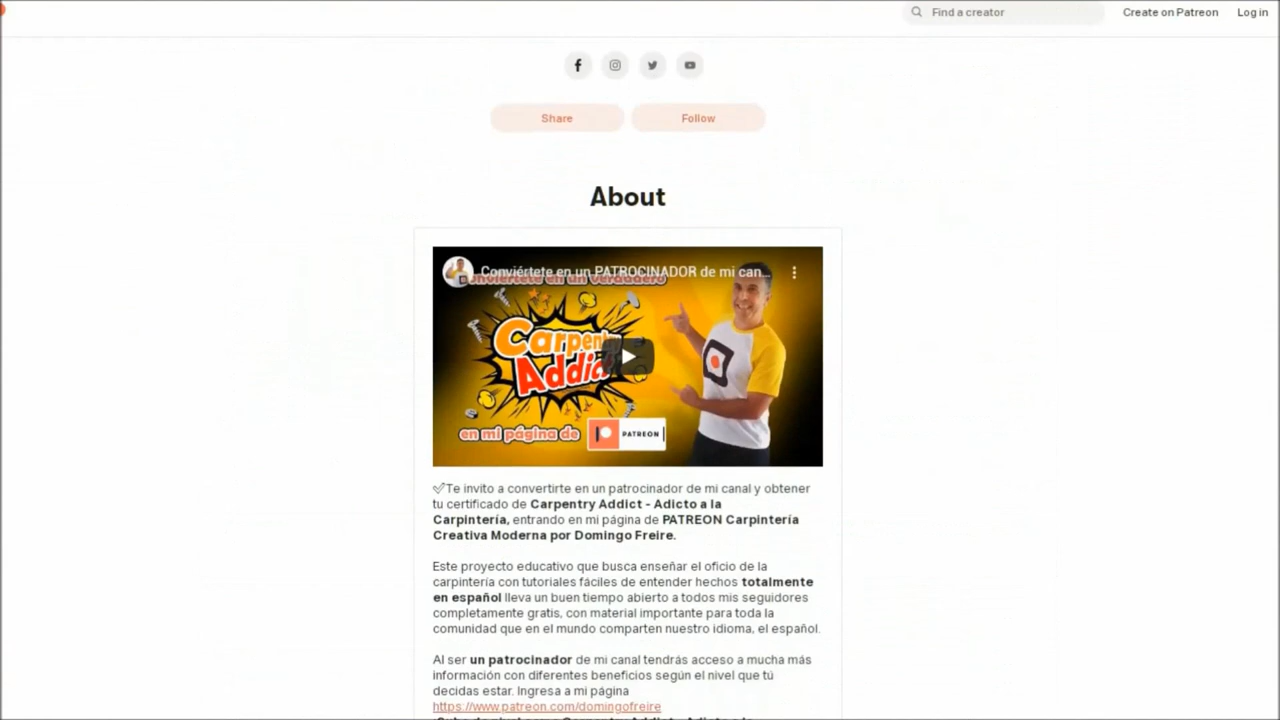 Find a creator
Create on Patreon
Log in
Share
Follow
About
Conviértete en un PATROCINADOR de mi can...
Conviértete en un verdadero
Carpentry
Addict
en mi página de
PATREON
✅Te invito a convertirte en un patrocinador de mi canal y obtener
tu certificado de Carpentry Addict - Adicto a la
Carpintería, entrando en mi página de PATREON Carpintería
Creativa Moderna por Domingo Freire.
Este proyecto educativo que busca enseñar el oficio de la
carpintería con tutoriales fáciles de entender hechos totalmente
en español lleva un buen tiempo abierto a todos mis seguidores
completamente gratis, con material importante para toda la
comunidad que en el mundo comparten nuestro idioma, el español.
Al ser un patrocinador de mi canal tendrás acceso a mucha más
información con diferentes beneficios según el nivel que tú
decidas estar. Ingresa a mi página
https://www.patreon.com/domingofreire